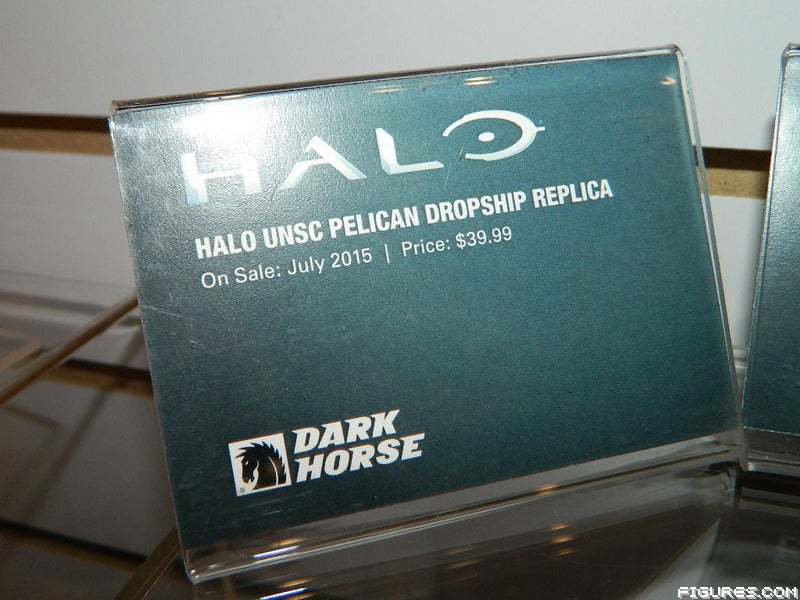 HALO
HALO UNSC PELICAN DROPSHIP REPLICA
On Sale: July 2015 | Price: $39.99
DARK
HORSE
FIGURES.COM